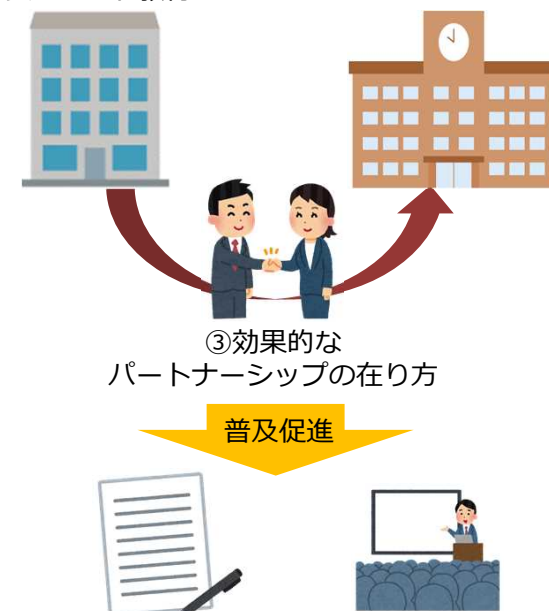 ③効果的な
パートナーシップの在り方
普及促進